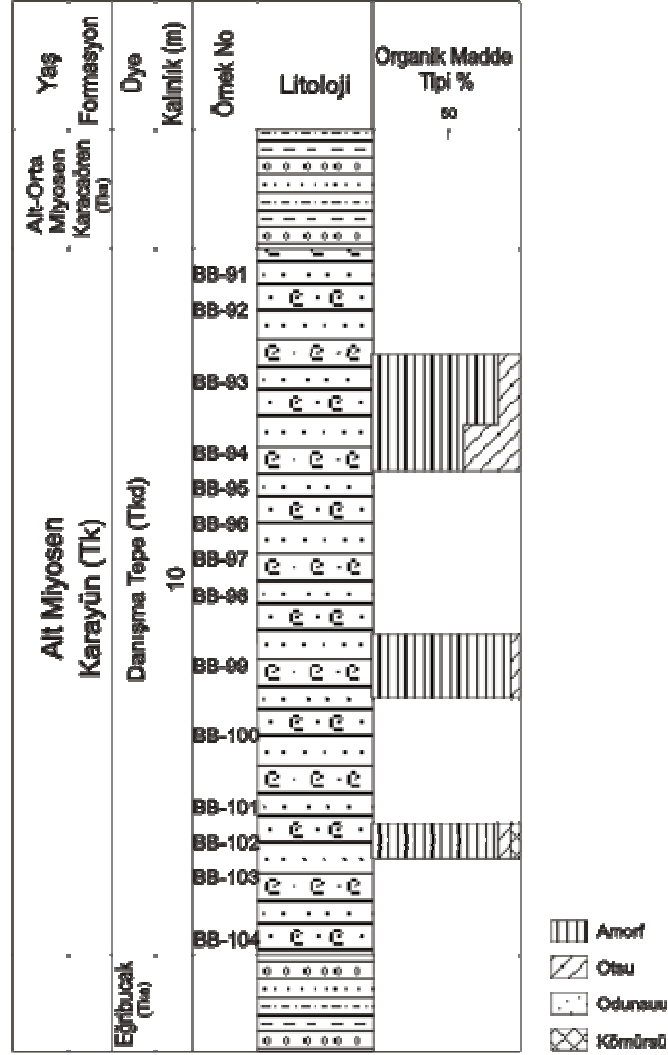 Yaş
Formasyon
Üye
Kalınlık (m)
Örnek No
Litoloji
Organik Madde
Tipi %
50
Alt-Orta
Miyosen
Karacaören
(Tka)
BB-91
BB-92
BB-93
BB-94
BB-95
BB-96
BB-97
BB-98
BB-99
BB-100
BB-101
BB-102
BB-103
BB-104
Alt Miyosen
Karayün (Tk)
Danışma Tepe (Tkd)
10
Eğribucak
(Tke)
Amorf
Otsu
Odunsuu
Kömürsü